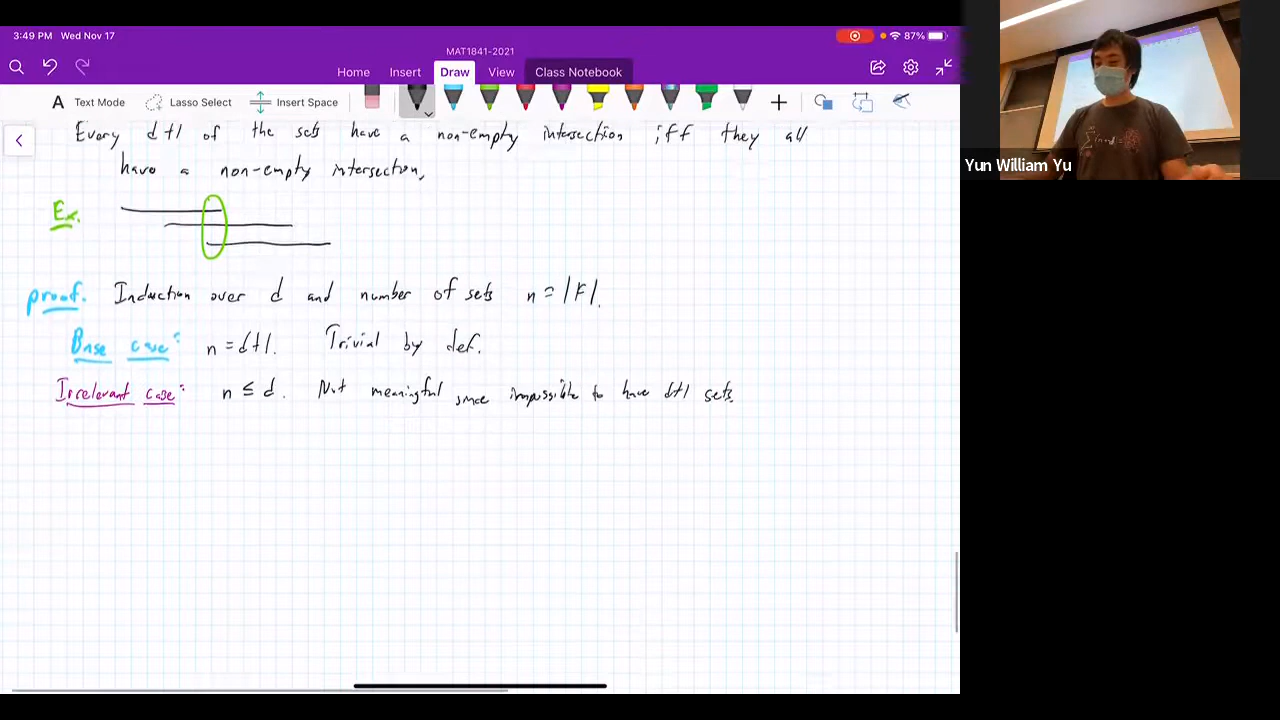 3:49 PM Wed Nov 17
87%
MAT1841-2021
Home Insert Draw View Class Notebook
Text Mode Lasso Select Insert Space
Every d+1 of the sets have a non-empty intersection iff they all
have a non-empty intersection.
Ex.
proof. Induction over d and number of sets n = |F|.
Base case: n = d+1. Trivial by def.
Irrelevant case: n ≤ d. Not meaningful since impossible to have d+1 sets.
Yun William Yu